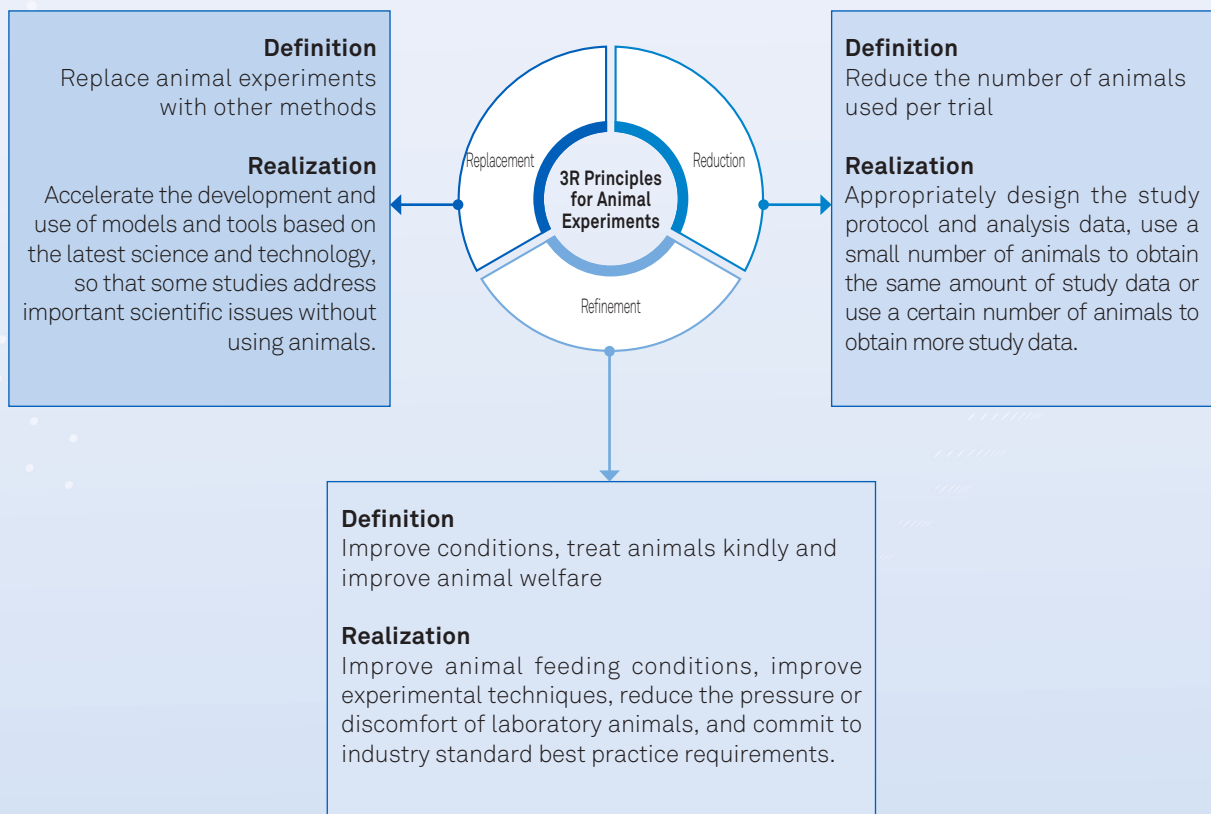 Definition
Replace animal experiments
with other methods
Realization
Accelerate the development and
use of models and tools based on
the latest science and technology,
so that some studies address
important scientific issues without
using animals.
Replacement
3R Principles
for Animal
Experiments
Reduction
Refinement
Definition
Reduce the number of animals
used per trial
Realization
Appropriately design the study
protocol and analysis data, use a
small number of animals to obtain
the same amount of study data or
use a certain number of animals to
obtain more study data.
Definition
Improve conditions, treat animals kindly and
improve animal welfare
Realization
Improve animal feeding conditions, improve
experimental techniques, reduce the pressure or
discomfort of laboratory animals, and commit to
industry standard best practice requirements.